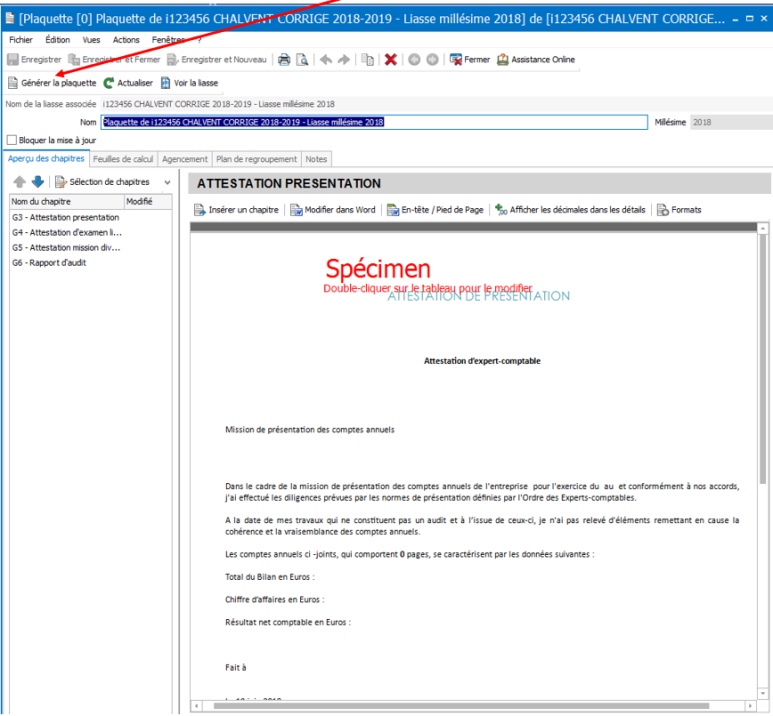 [Plaquette [0] Plaquette de i123456 CHALVENT CORRIGE 2018-2019 - Liasse millésime 2018] de [i123456 CHALVENT CORRIGE...
Fichier Édition Vues Actions Fenêtres ?
Enregistrer Enregistrer et Fermer Enregistrer et Nouveau Fermer Assistance Online
Générer la plaquette Actualiser Voir la liasse
Nom de la liasse associée i123456 CHALVENT CORRIGE 2018-2019 - Liasse millésime 2018
Nom Plaquette de i123456 CHALVENT CORRIGE 2018-2019 - Liasse millésime 2018 Millésime 2018
Bloquer la mise à jour
Aperçu des chapitres Feuilles de calcul Agencement Plan de regroupement Notes
Sélection de chapitres
Nom du chapitre Modifié
G3 - Attestation presentation
G4 - Attestation d'examen li...
G5 - Attestation mission div...
G6 - Rapport d'audit
ATTESTATION PRESENTATION
Insérer un chapitre Modifier dans Word En-tête / Pied de Page Afficher les décimales dans les détails Formats
Spécimen
Double-cliquer sur le tableau pour le modifier
ATTESTATION DE PRESENTATION
Attestation d'expert-comptable
Mission de présentation des comptes annuels
Dans le cadre de la mission de présentation des comptes annuels de l'entreprise pour l'exercice du au et conformément à nos accords,
j'ai effectué les diligences prévues par les normes de présentation définies par l'Ordre des Experts-comptables.
A la date de mes travaux qui ne constituent pas un audit et à l'issue de ceux-ci, je n'ai pas relevé d'éléments remettant en cause la
cohérence et la vraisemblance des comptes annuels.
Les comptes annuels ci -joints, qui comportent 0 pages, se caractérisent par les données suivantes :
Total du Bilan en Euros :
Chiffre d'affaires en Euros :
Résultat net comptable en Euros :
Fait à